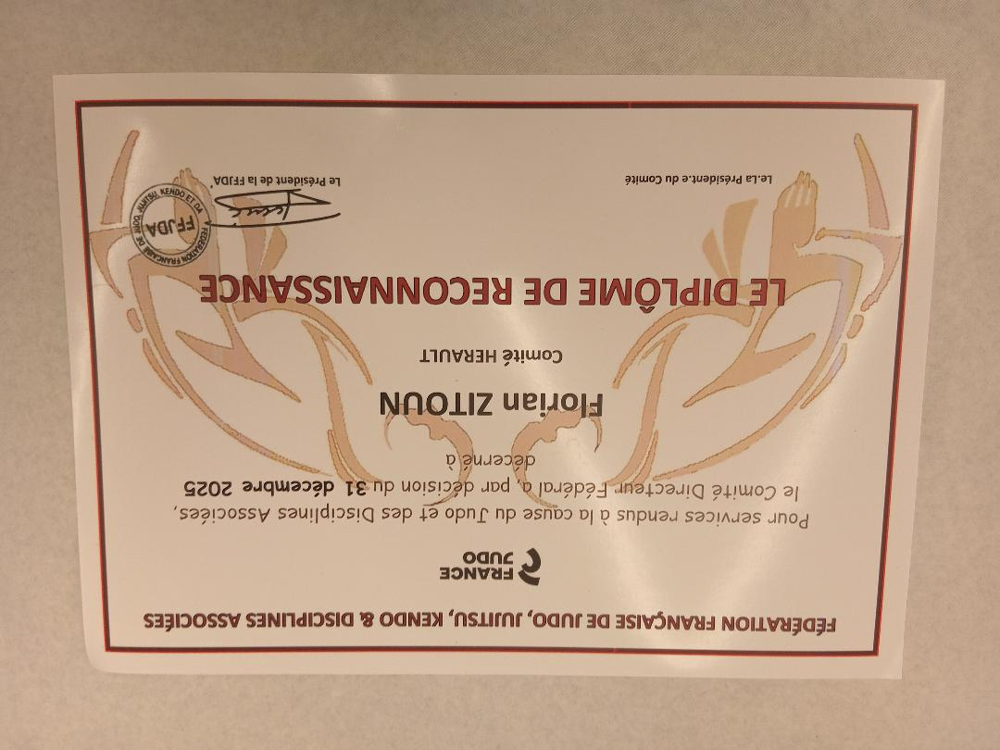 FÉDÉRATION FRANÇAISE DE JUDO, JUJITSU, KENDO & DISCIPLINES ASSOCIÉES
FRANCE
JUDO
Pour services rendus à la cause du Judo et des Disciplines Associées,
le Comité Directeur Fédéral a, par décision du 31 décembre 2025
décerné à
Florian ZITOUN
Comité HERAULT
LE DIPLÔME DE RECONNAISSANCE
Le.La Président.e du Comité
Le Président de la FFJDA
FÉDÉRATION FRANÇAISE DE JUDO, JUJITSU, KENDO ET DA
FFJDA